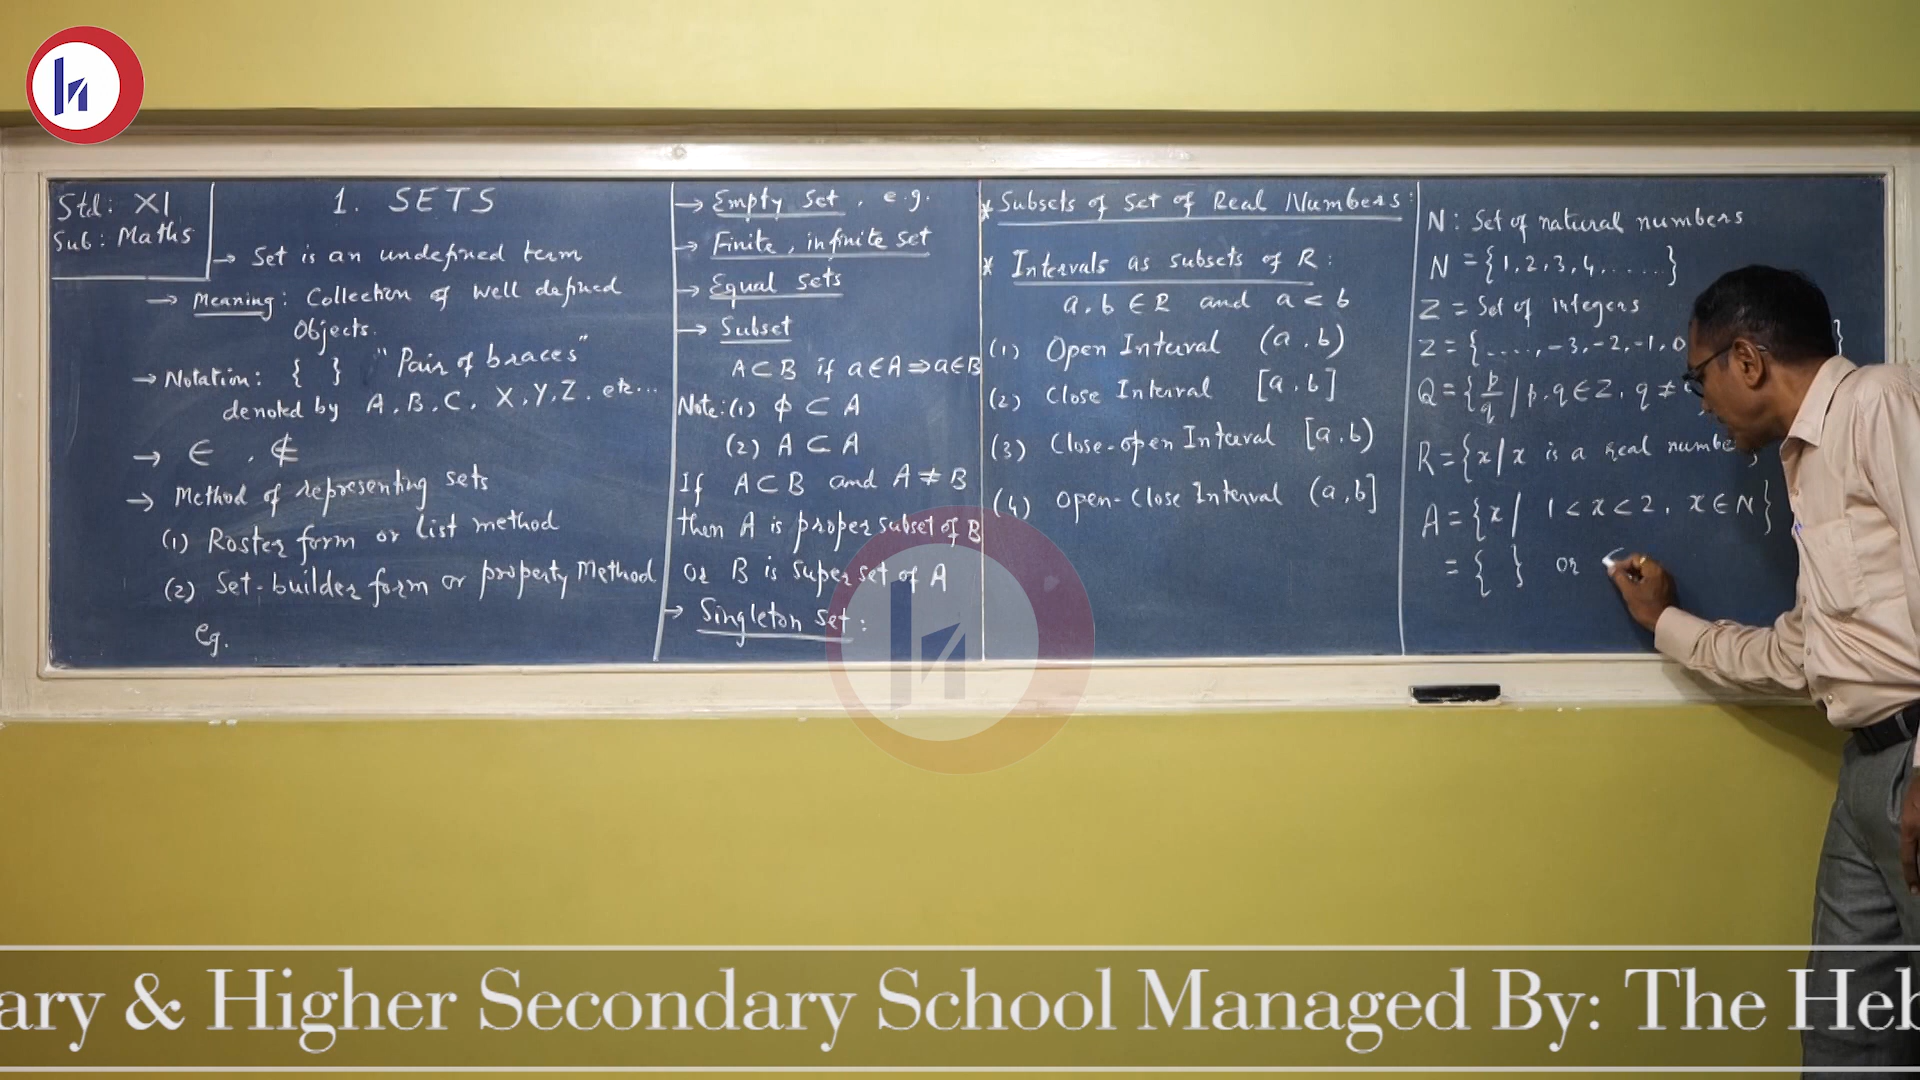 Std: XI
Sub: Maths
1. SETS
→ Set is an undefined term
→ Meaning: Collection of well defined
Objects.
→ Notation: { } "Pair of braces"
denoted by A, B, C, X, Y, Z, etc...
→ ∈ , ∉
→ Method of representing sets
(1) Roster form or List method
(2) Set-builder form or property Method
eg.
→ Empty Set, e.g.
→ Finite, infinite set
→ Equal sets
→ Subset
A⊂B if a∈A⇒a∈B
Note:(1) ϕ ⊂ A
(2) A ⊂ A
If A⊂B and A≠B
then A is proper subset of B
or B is super set of A
→ Singleton set:
* Subsets of Set of Real Numbers:
* Intervals as subsets of R:
a, b ∈ R and a < b
(1) Open Interval (a, b)
(2) Close Interval [a, b]
(3) Close-open Interval [a, b)
(4) Open-Close Interval (a, b]
N: Set of natural numbers
N = {1, 2, 3, 4, .....}
Z = Set of integers
Z = {....,-3,-2,-1,0 }
Q = {p/q | p, q ∈ Z, q ≠
R = {x/x is a real number
A = {x| 1<x<2, x∈N}
= { } or
ary & Higher Secondary School Managed By: The Heb